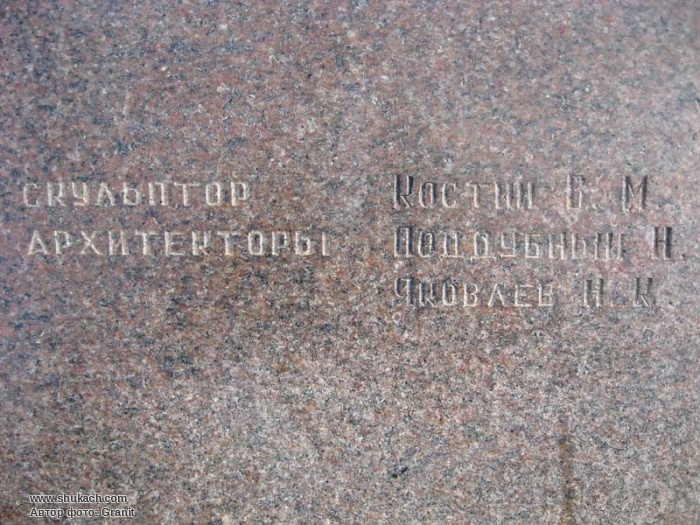 СКУЛЬПТОР КОСТИН В. М.
АРХИТЕКТОРЫ ПОДДУБНЫЙ Н.
ЯКОВЛЕВ Н. К.
www.shukach.com
Автор фото: Granit